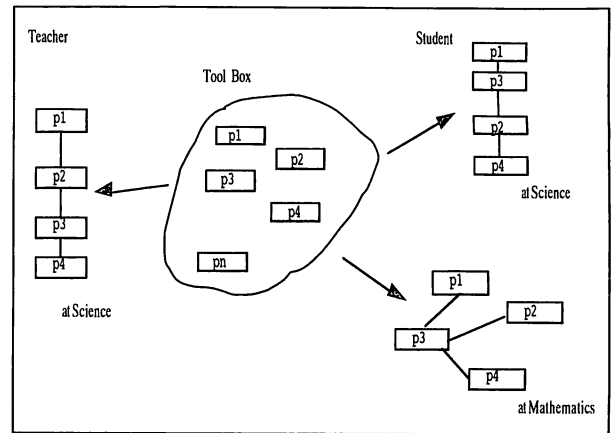 Teacher
p1
p2
p3
p4
at Science
Tool Box
p1
p2
p3
p4
pn
Student
p1
p3
p2
p4
at Science
p1
p2
p3
p4
at Mathematics